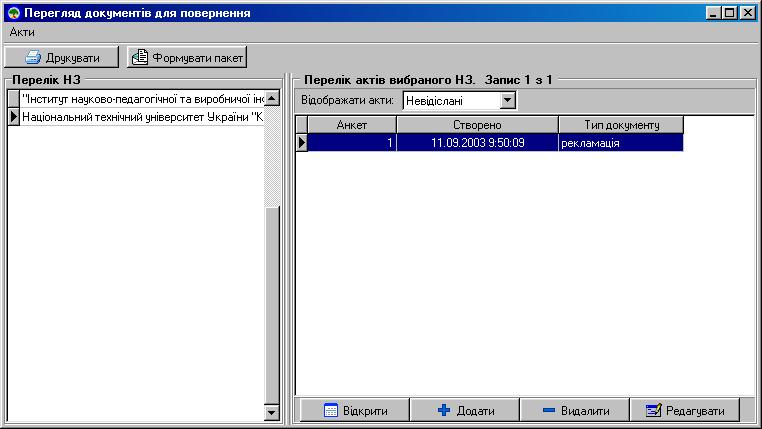 Перегляд документів для повернення
Акти
Друкувати
Формувати пакет
Перелік НЗ
"Інститут науково-педагогічної та виробничої
Національний технічний університет України "К
Перелік актів вибраного НЗ. Запис 1 з 1
Відображати акти: Невідіслані
Анкет Створено Тип документу
1 11.09.2003 9:50:09 рекламація
Відкрити Додати Видалити Редагувати